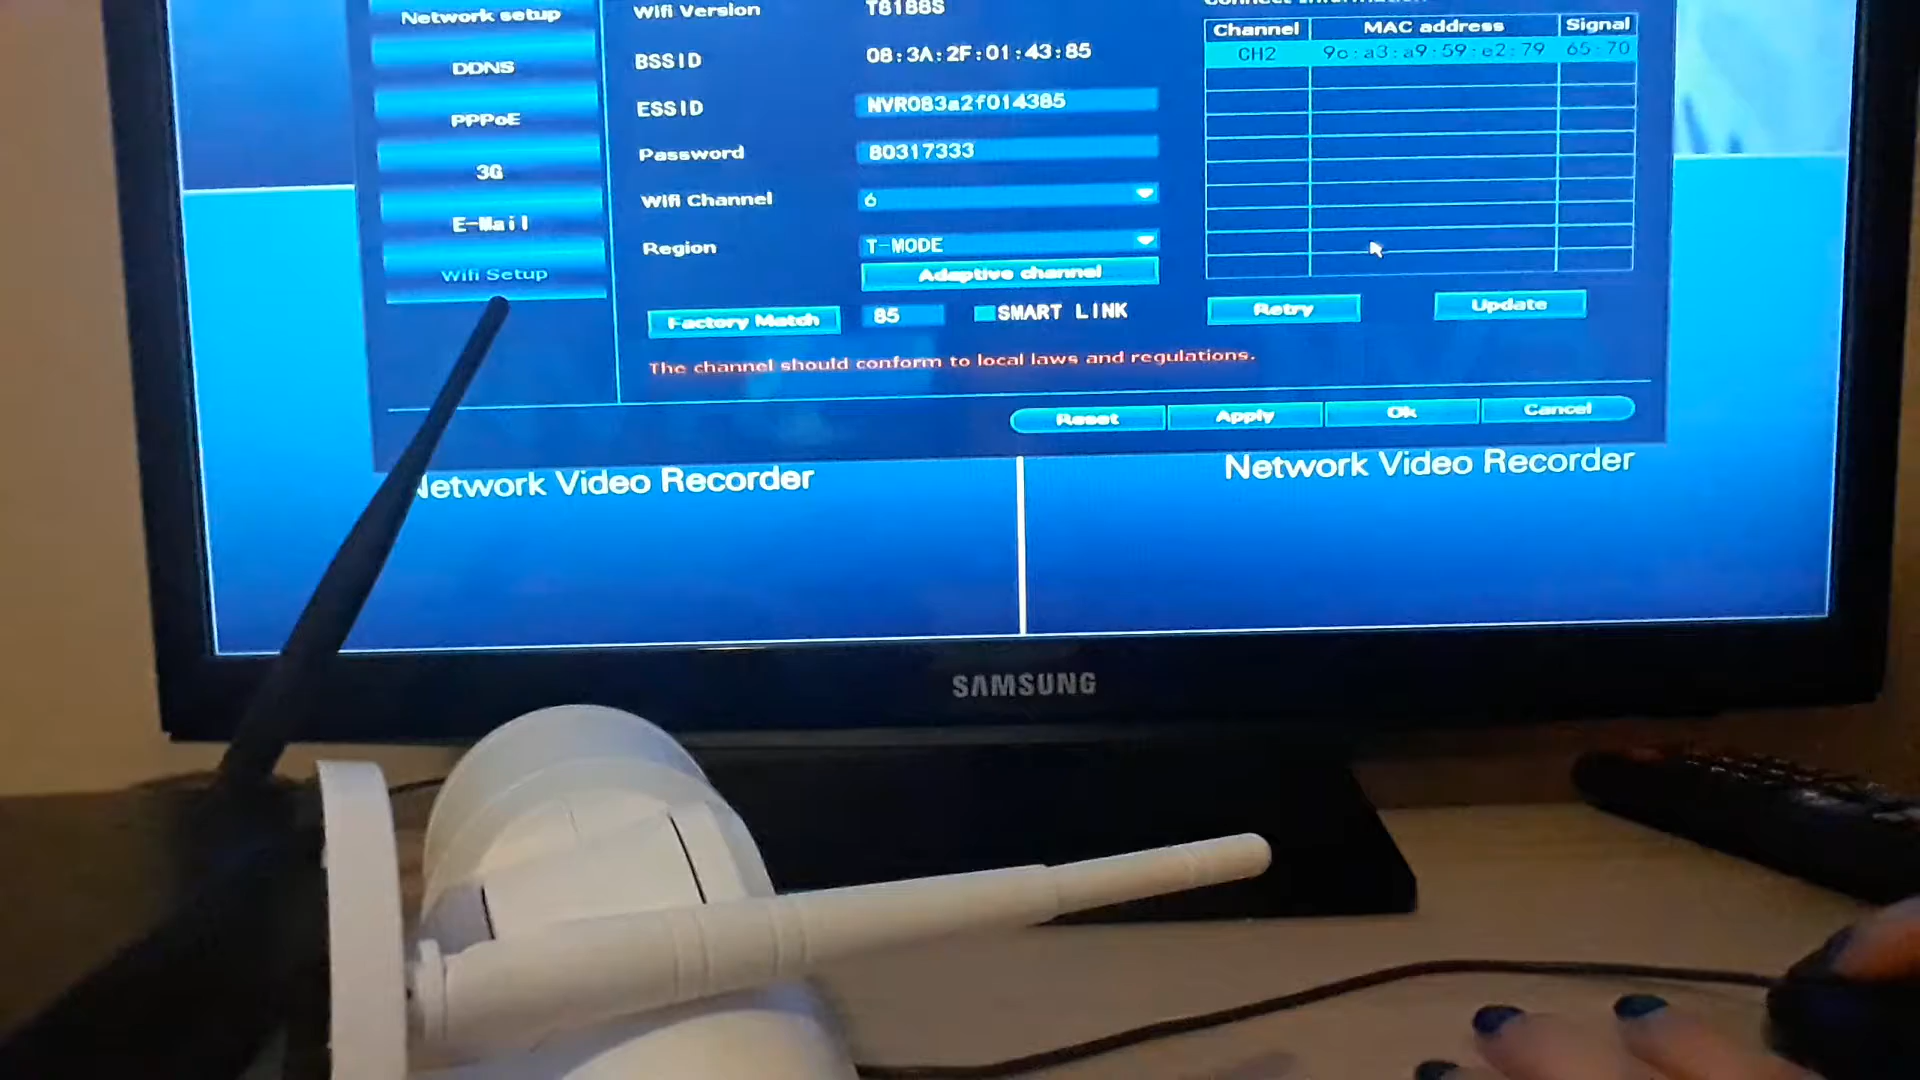 Network setup
DDNS
PPPoE
3G
E-Mail
Wifi Setup
Wifi Version T8188S
BSSID 08:3A:2F:01:43:85
ESSID NVR083a2f014385
Password 80317333
Wifi Channel 6
Region T-MODE
Adaptive channel
Factory Match 85 SMART LINK
The channel should conform to local laws and regulations.
Channel MAC address Signal
CH2 9c:a3:a9:59:e2:79 65:70
Retry Update
Reset Apply Ok Cancel
Network Video Recorder
Network Video Recorder
SAMSUNG